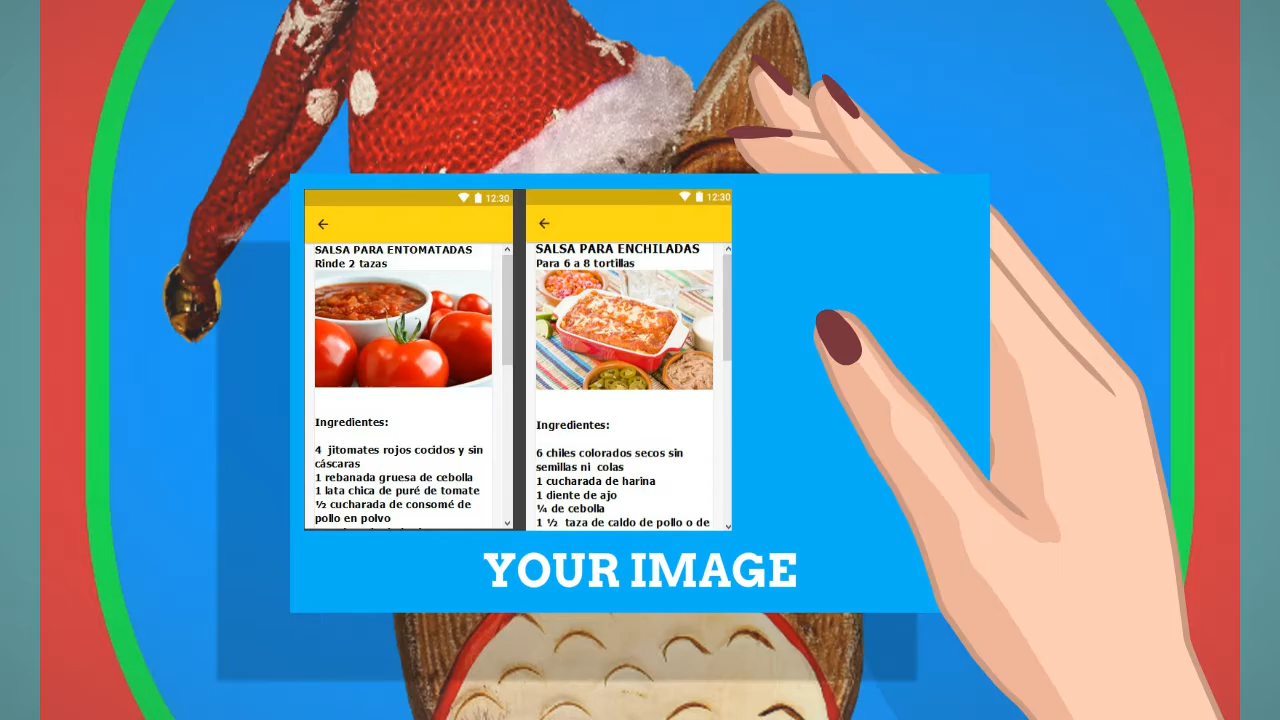 12:30
SALSA PARA ENTOMATADAS
Rinde 2 tazas
Ingredientes:
4 jitomates rojos cocidos y sin
cáscaras
1 rebanada gruesa de cebolla
1 lata chica de puré de tomate
½ cucharada de consomé de
pollo en polvo
12:30
SALSA PARA ENCHILADAS
Para 6 a 8 tortillas
Ingredientes:
6 chiles colorados secos sin
semillas ni colas
1 cucharada de harina
1 diente de ajo
¼ de cebolla
1 ½ taza de caldo de pollo o de
YOUR IMAGE